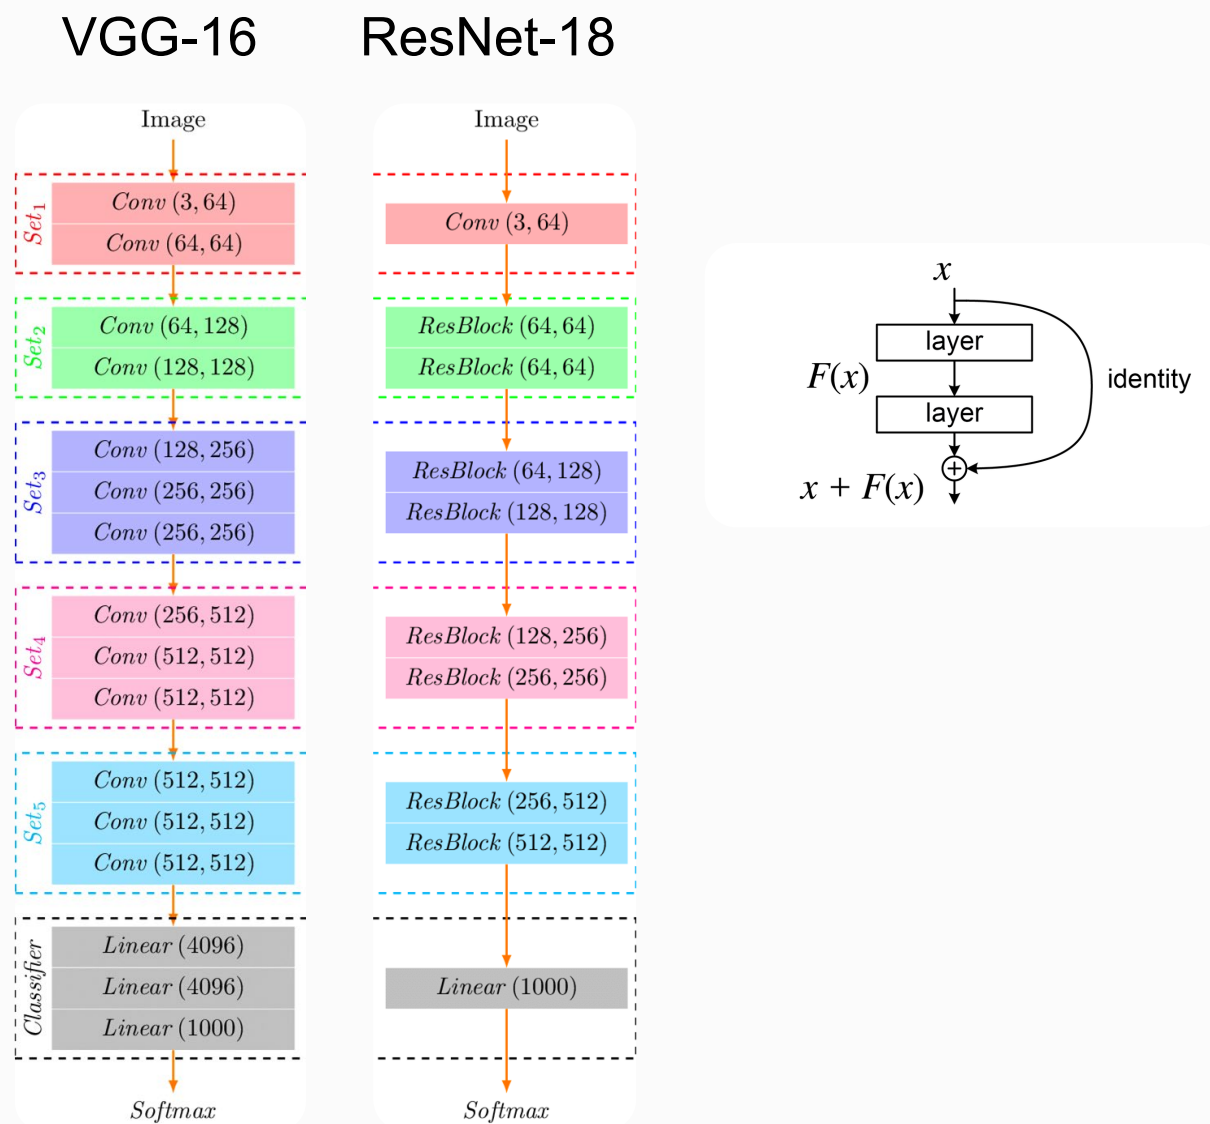 VGG-16
Image
Set1
Conv (3, 64)
Conv (64, 64)
Set2
Conv (64, 128)
Conv (128, 128)
Set3
Conv (128, 256)
Conv (256, 256)
Conv (256, 256)
Set4
Conv (256, 512)
Conv (512, 512)
Conv (512, 512)
Set5
Conv (512, 512)
Conv (512, 512)
Conv (512, 512)
Classifier
Linear (4096)
Linear (4096)
Linear (1000)
Softmax
ResNet-18
Image
Conv (3, 64)
ResBlock (64, 64)
ResBlock (64, 64)
ResBlock (64, 128)
ResBlock (128, 128)
ResBlock (128, 256)
ResBlock (256, 256)
ResBlock (256, 512)
ResBlock (512, 512)
Linear (1000)
Softmax
x
layer
F(x)
identity
layer
+
x + F(x)